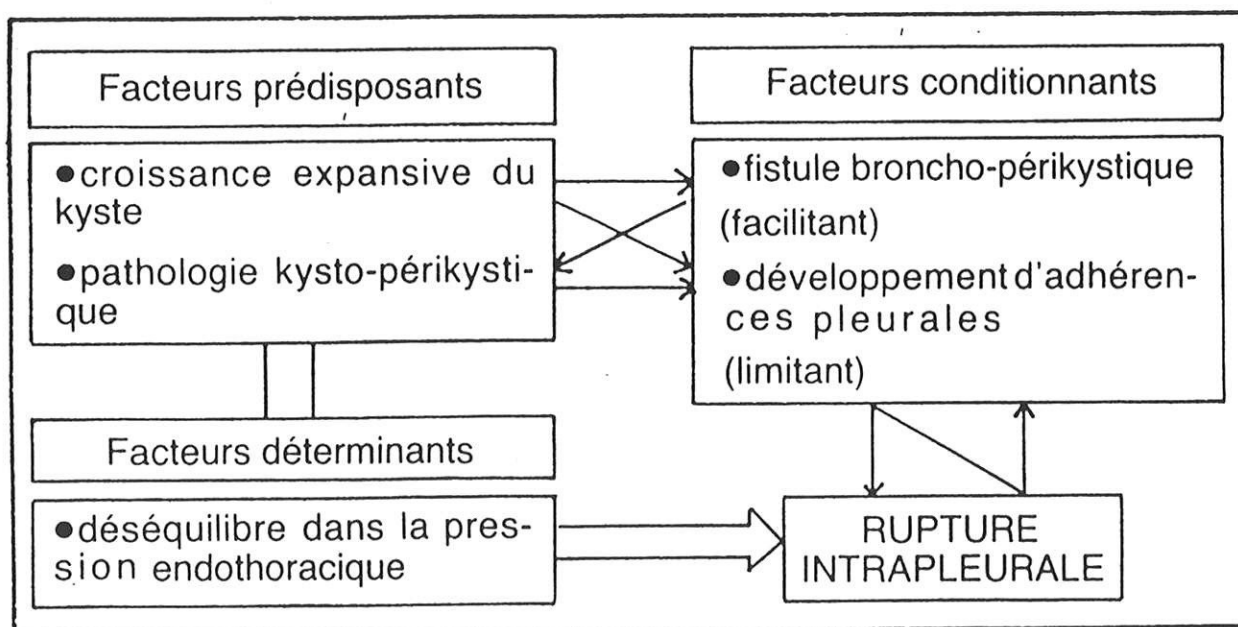 Facteurs prédisposants
●croissance expansive du
kyste
●pathologie kysto-périkysti-
que
Facteurs conditionnants
●fistule broncho-périkystique
(facilitant)
●développement d'adhéren-
ces pleurales
(limitant)
Facteurs déterminants
●déséquilibre dans la pres-
sion endothoracique
RUPTURE
INTRAPLEURALE